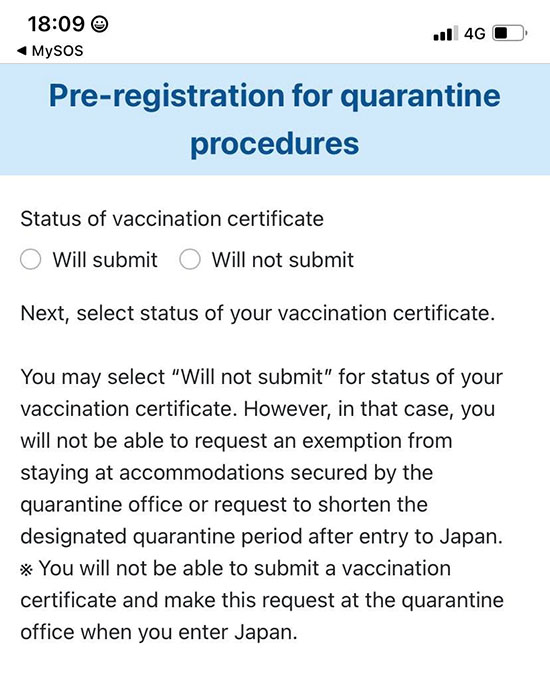 18:09
4G
◀ MySOS
Pre-registration for quarantine
procedures
Status of vaccination certificate
Will submit
Will not submit
Next, select status of your vaccination certificate.
You may select “Will not submit” for status of your
vaccination certificate. However, in that case, you
will not be able to request an exemption from
staying at accommodations secured by the
quarantine office or request to shorten the
designated quarantine period after entry to Japan.
※ You will not be able to submit a vaccination
certificate and make this request at the quarantine
office when you enter Japan.